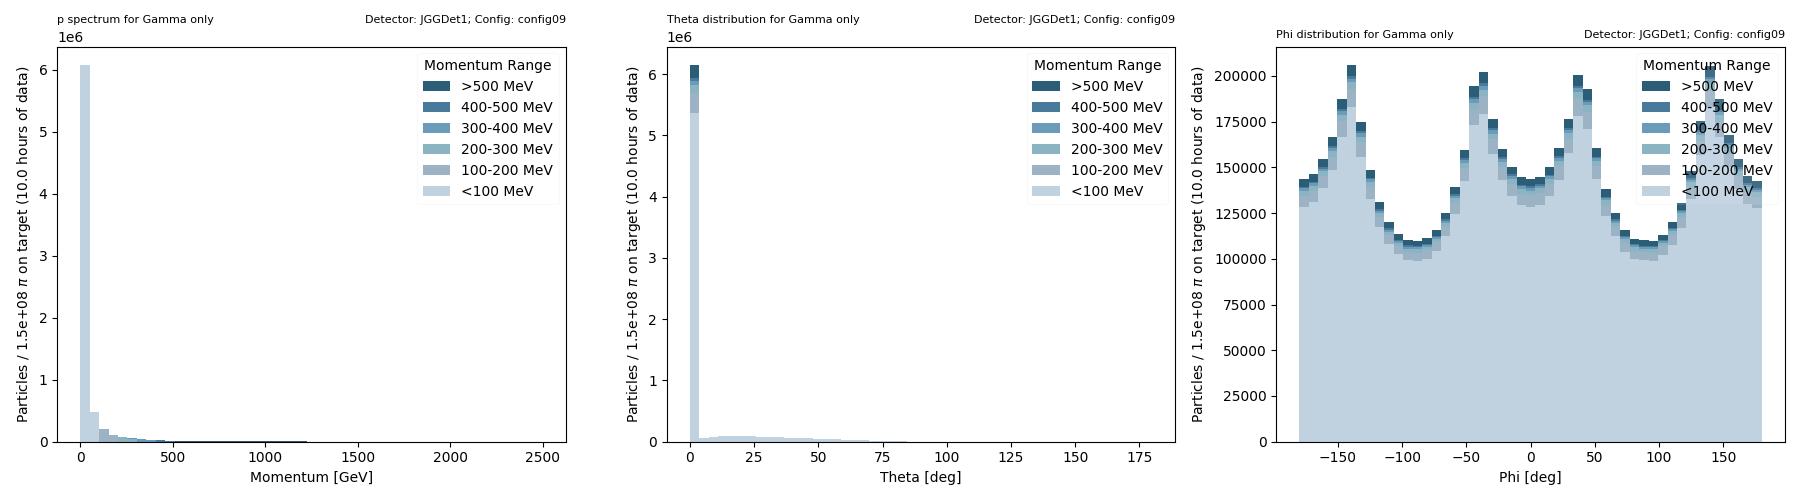 p spectrum for Gamma only
Detector: JGGDet1; Config: config09
1e6
Particles / 1.5e+08 π on target (10.0 hours of data)
6
5
4
3
2
1
0
Momentum Range
>500 MeV
400-500 MeV
300-400 MeV
200-300 MeV
100-200 MeV
<100 MeV
0 500 1000 1500 2000 2500
Momentum [GeV]
Theta distribution for Gamma only
Detector: JGGDet1; Config: config09
1e6
Particles / 1.5e+08 π on target (10.0 hours of data)
6
5
4
3
2
1
0
Momentum Range
>500 MeV
400-500 MeV
300-400 MeV
200-300 MeV
100-200 MeV
<100 MeV
0 25 50 75 100 125 150 175
Theta [deg]
Phi distribution for Gamma only
Detector: JGGDet1; Config: config09
Particles / 1.5e+08 π on target (10.0 hours of data)
200000
175000
150000
125000
100000
75000
50000
25000
0
Momentum Range
>500 MeV
400-500 MeV
300-400 MeV
200-300 MeV
100-200 MeV
<100 MeV
−150 −100 −50 0 50 100 150
Phi [deg]